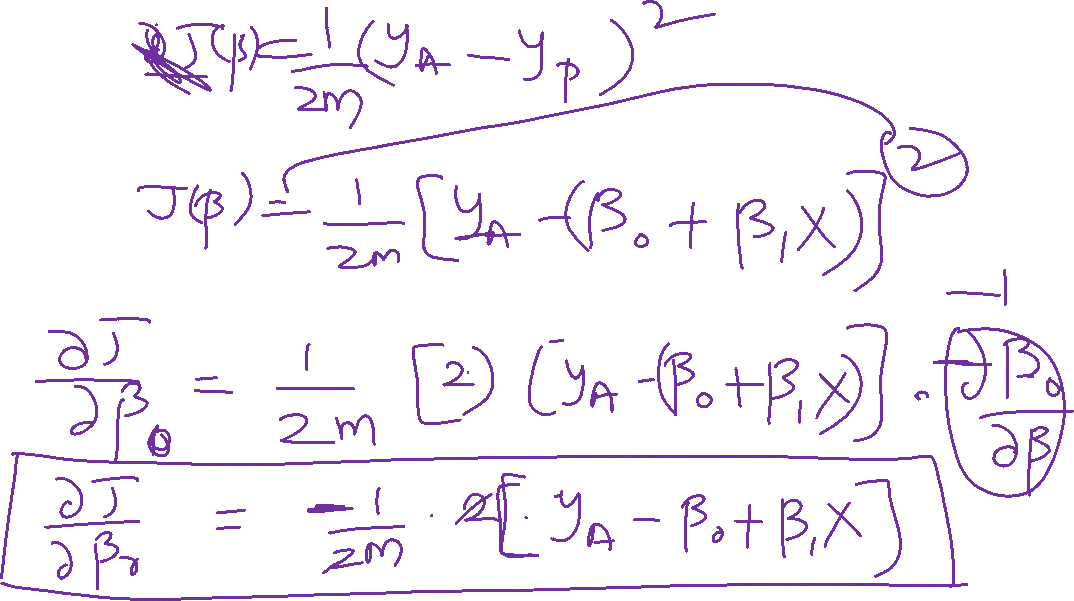 J(β) = 1/2m (y_A - y_p)^2
J(β) = 1/2m [y_A - (β_0 + β_1 X)]^2
∂J/∂β_0 = 1/2m [2) (y_A - (β_0 + β_1 X)] . -∂β_0/∂β -1
∂J/∂β_0 = -1/2m . 2[. y_A - β_0 + β_1 X]